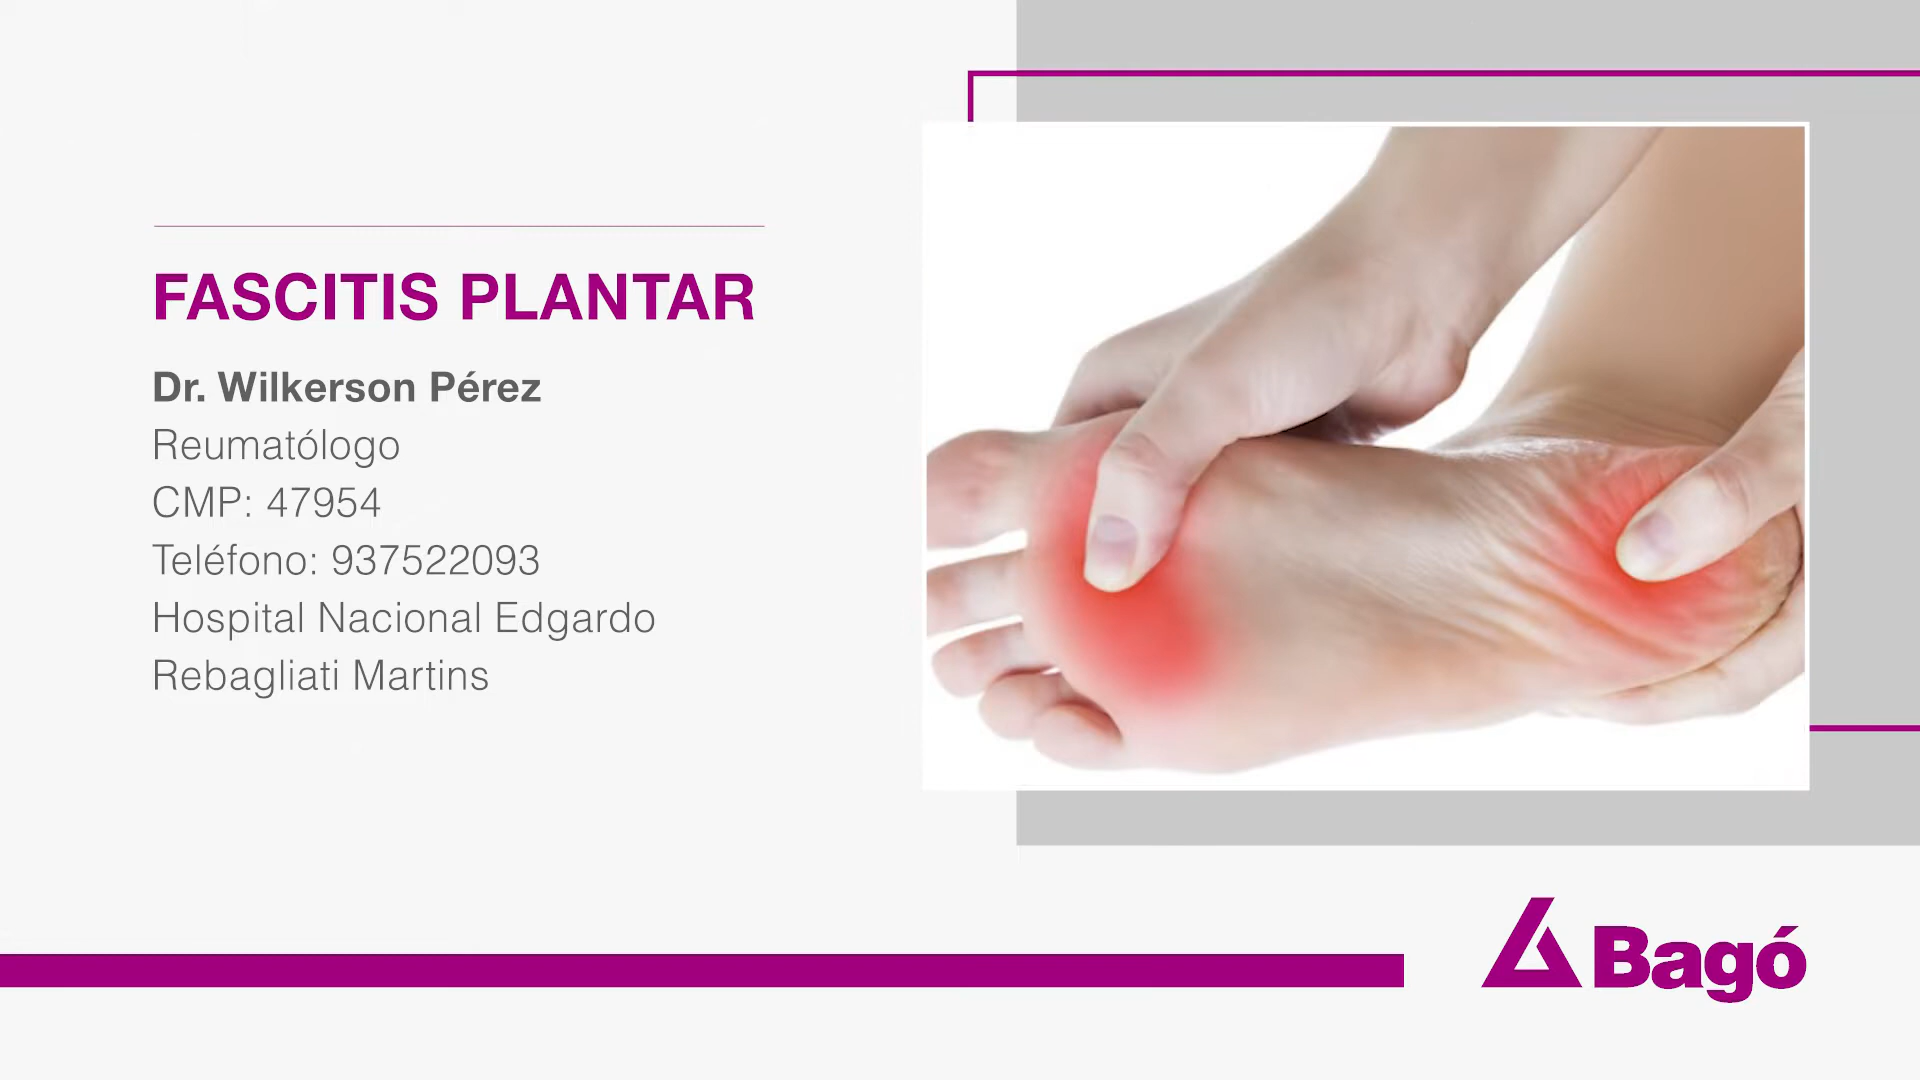 FASCITIS PLANTAR
Dr. Wilkerson Pérez
Reumatólogo
CMP: 47954
Teléfono: 937522093
Hospital Nacional Edgardo
Rebagliati Martins
Bagó